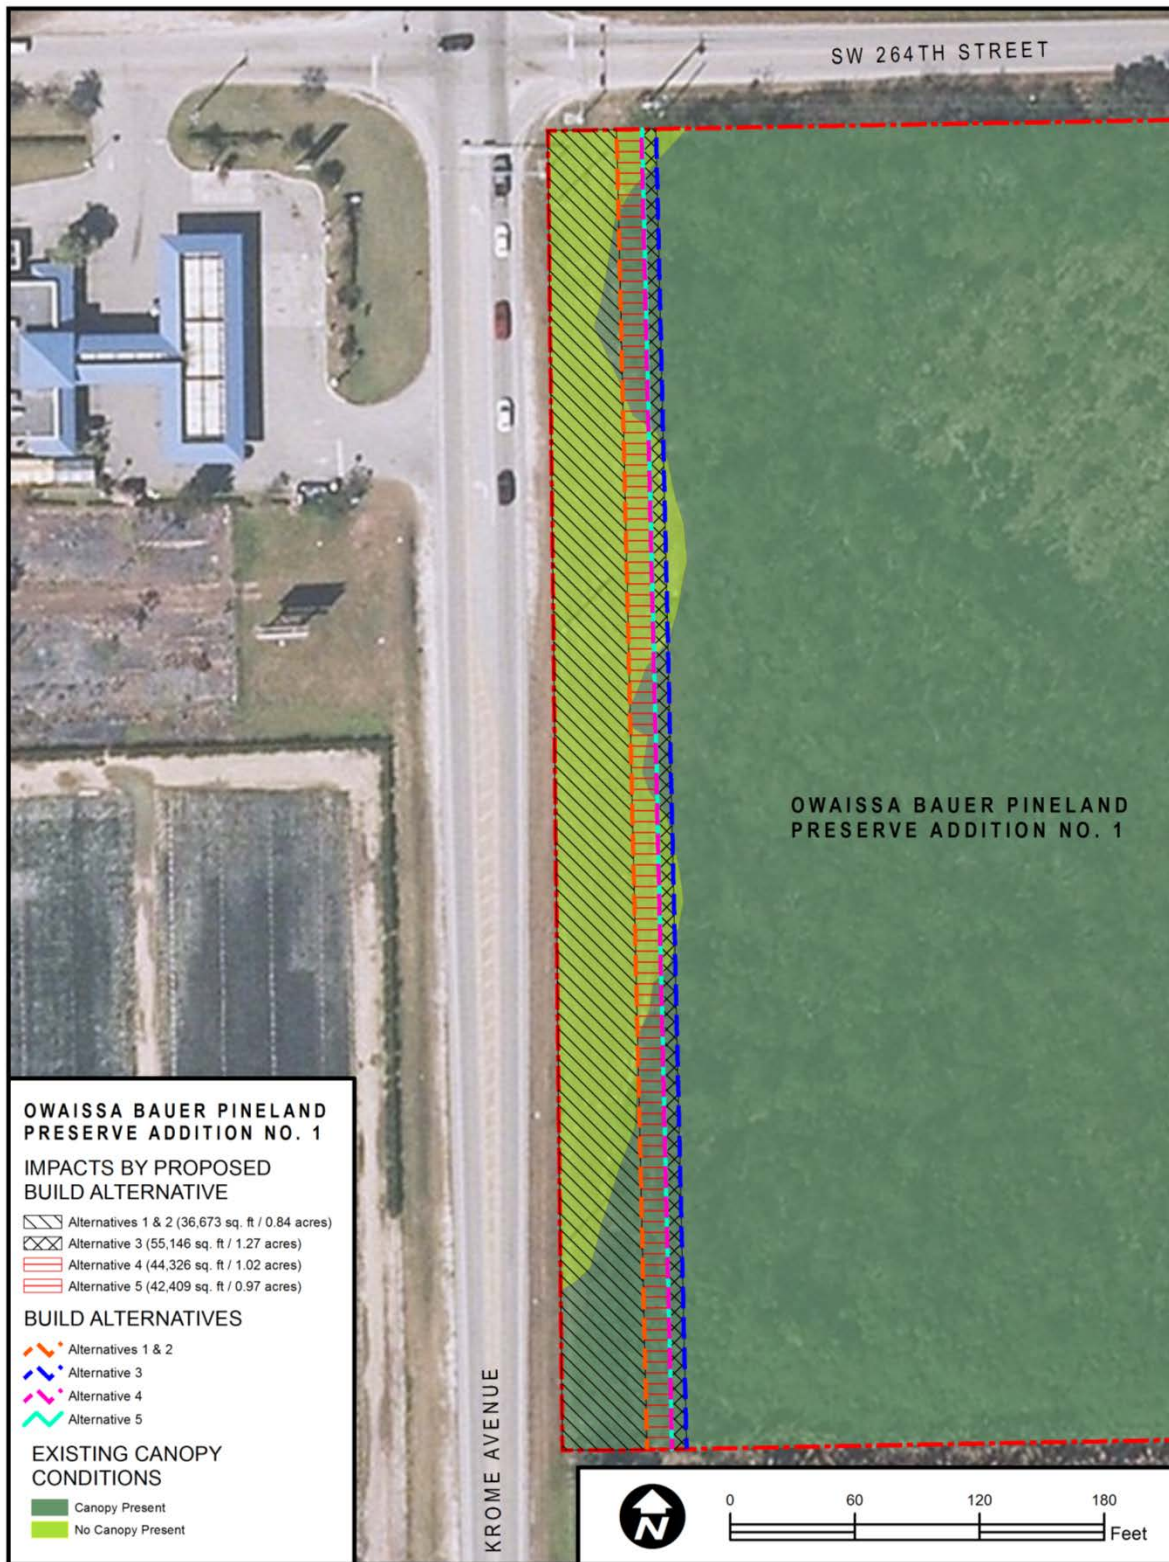 SW 264TH STREET
OWAISSA BAUER PINELAND
PRESERVE ADDITION NO. 1
KROME AVENUE
OWAISSA BAUER PINELAND
PRESERVE ADDITION NO. 1
IMPACTS BY PROPOSED
BUILD ALTERNATIVE
Alternatives 1 & 2 (36,673 sq. ft / 0.84 acres)
Alternative 3 (55,146 sq. ft / 1.27 acres)
Alternative 4 (44,326 sq. ft / 1.02 acres)
Alternative 5 (42,409 sq. ft / 0.97 acres)
BUILD ALTERNATIVES
Alternatives 1 & 2
Alternative 3
Alternative 4
Alternative 5
EXISTING CANOPY
CONDITIONS
Canopy Present
No Canopy Present
N
0 60 120 180
Feet